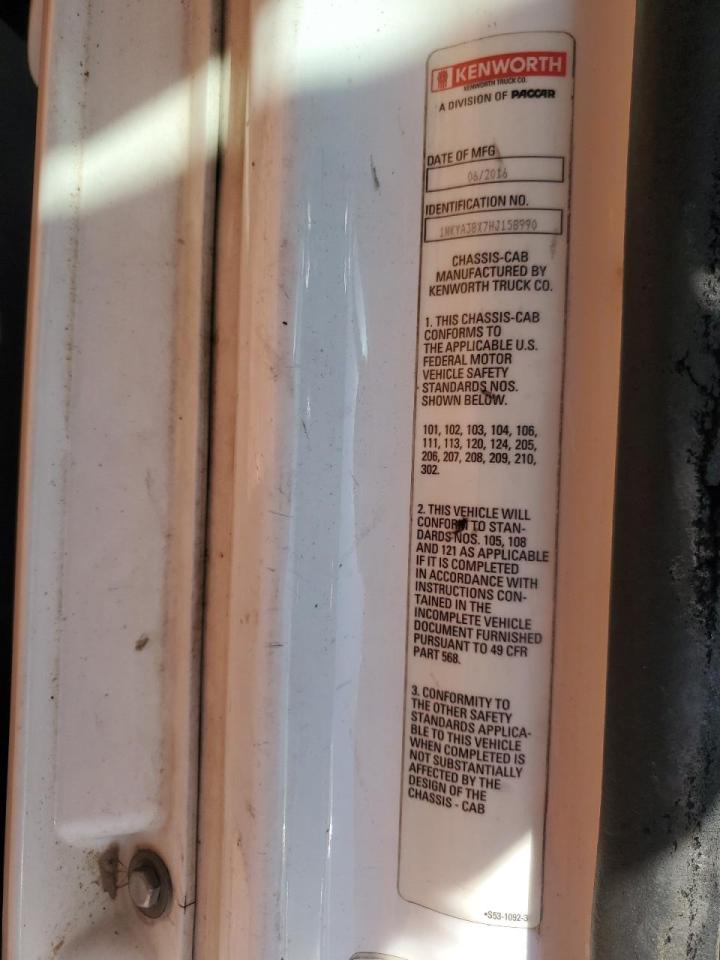 KENWORTH
KENWORTH TRUCK CO.
A DIVISION OF PACCAR
DATE OF MFG
06/2016
IDENTIFICATION NO.
1NKYAJ8X7HJ158990
CHASSIS-CAB
MANUFACTURED BY
KENWORTH TRUCK CO.
1. THIS CHASSIS-CAB
CONFORMS TO
THE APPLICABLE U.S.
FEDERAL MOTOR
VEHICLE SAFETY
STANDARDS NOS.
SHOWN BELOW.
101, 102, 103, 104, 106,
111, 113, 120, 124, 205,
206, 207, 208, 209, 210,
302.
2. THIS VEHICLE WILL
CONFORM TO STAN-
DARDS NOS. 105, 108
AND 121 AS APPLICABLE
IF IT IS COMPLETED
IN ACCORDANCE WITH
INSTRUCTIONS CON-
TAINED IN THE
INCOMPLETE VEHICLE
DOCUMENT FURNISHED
PURSUANT TO 49 CFR
PART 568.
3. CONFORMITY TO
THE OTHER SAFETY
STANDARDS APPLICA-
BLE TO THIS VEHICLE
WHEN COMPLETED IS
NOT SUBSTANTIALLY
AFFECTED BY THE
DESIGN OF THE
CHASSIS - CAB
•S53-1092-3